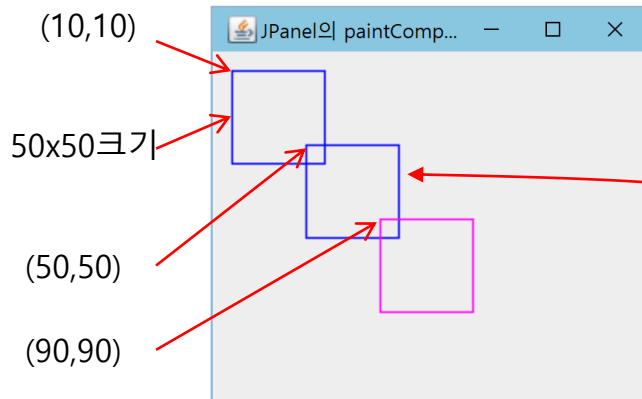 (10,10)
JPanel의 paintComp...
50x50크기
(50,50)
(90,90)